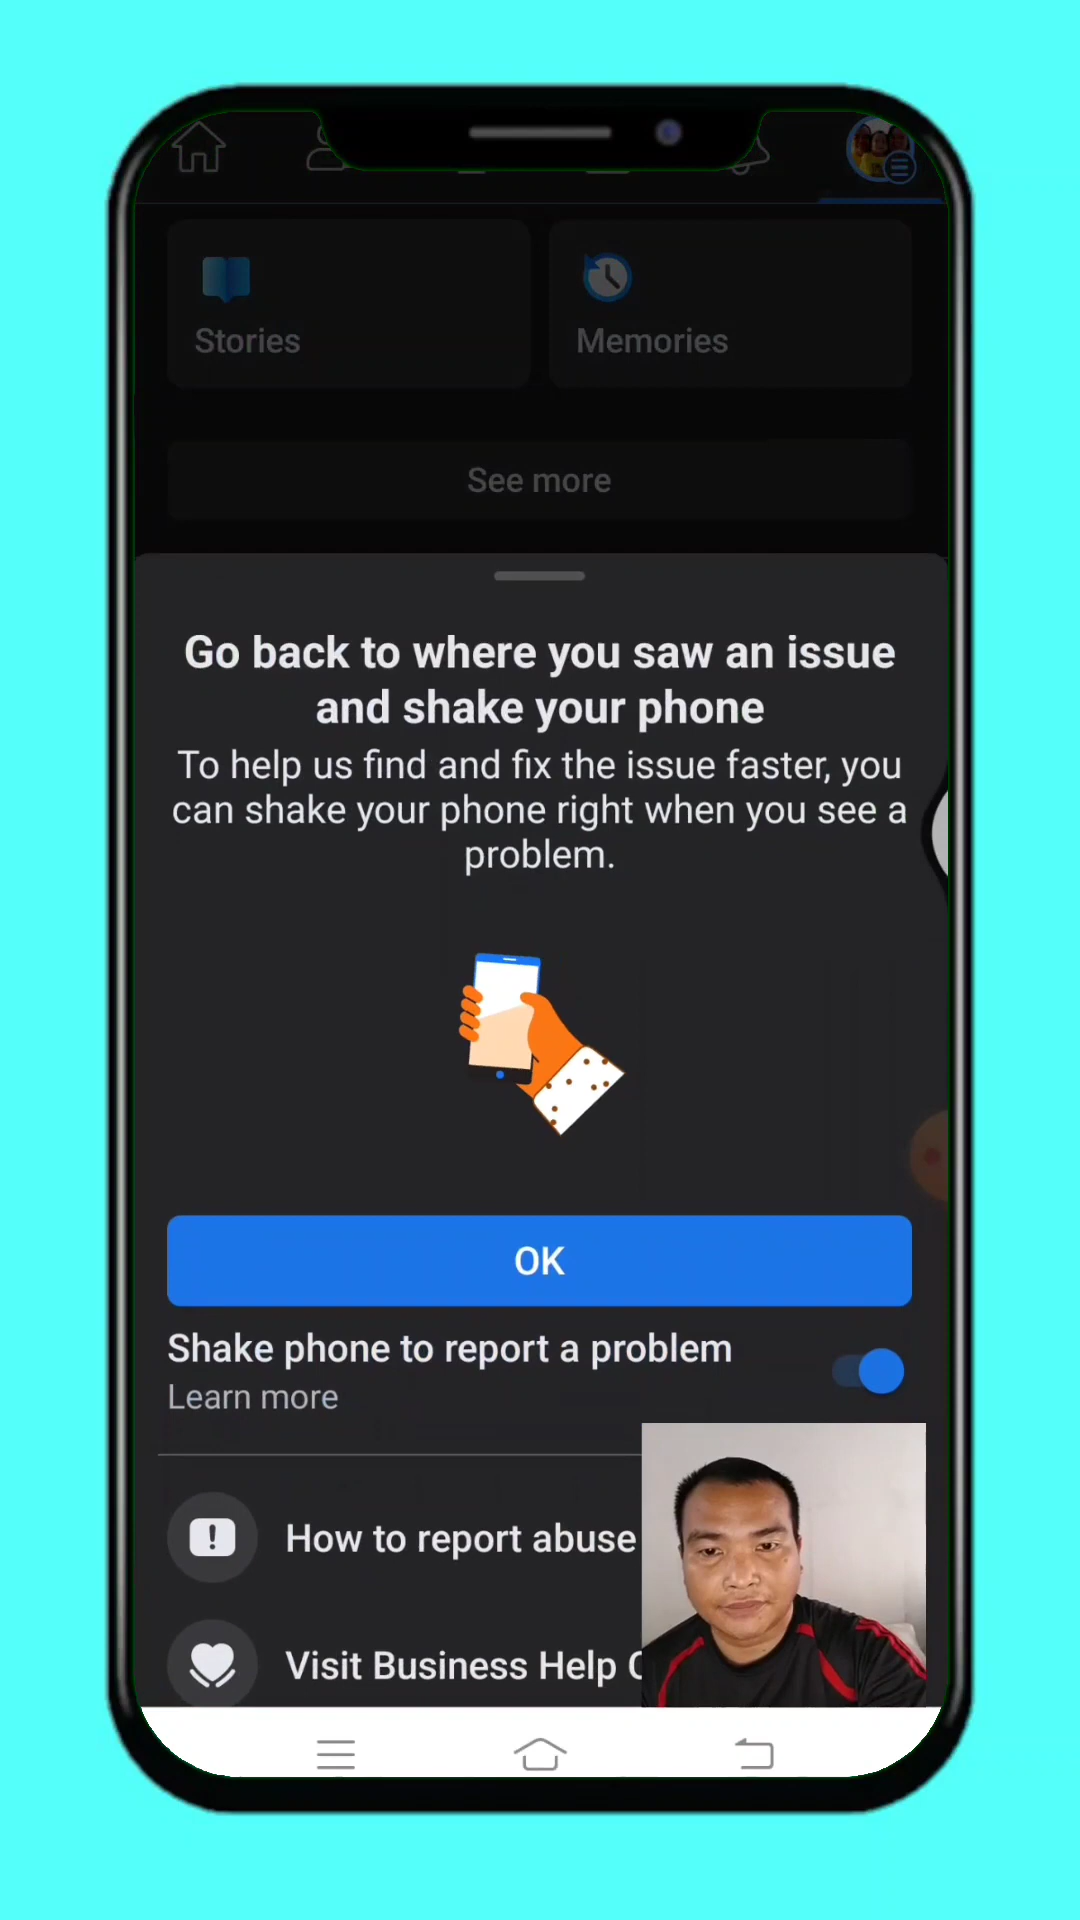 Stories
Memories
See more
Go back to where you saw an issue
and shake your phone
To help us find and fix the issue faster, you
can shake your phone right when you see a
problem.
OK
Shake phone to report a problem
Learn more
How to report abuse
Visit Business Help